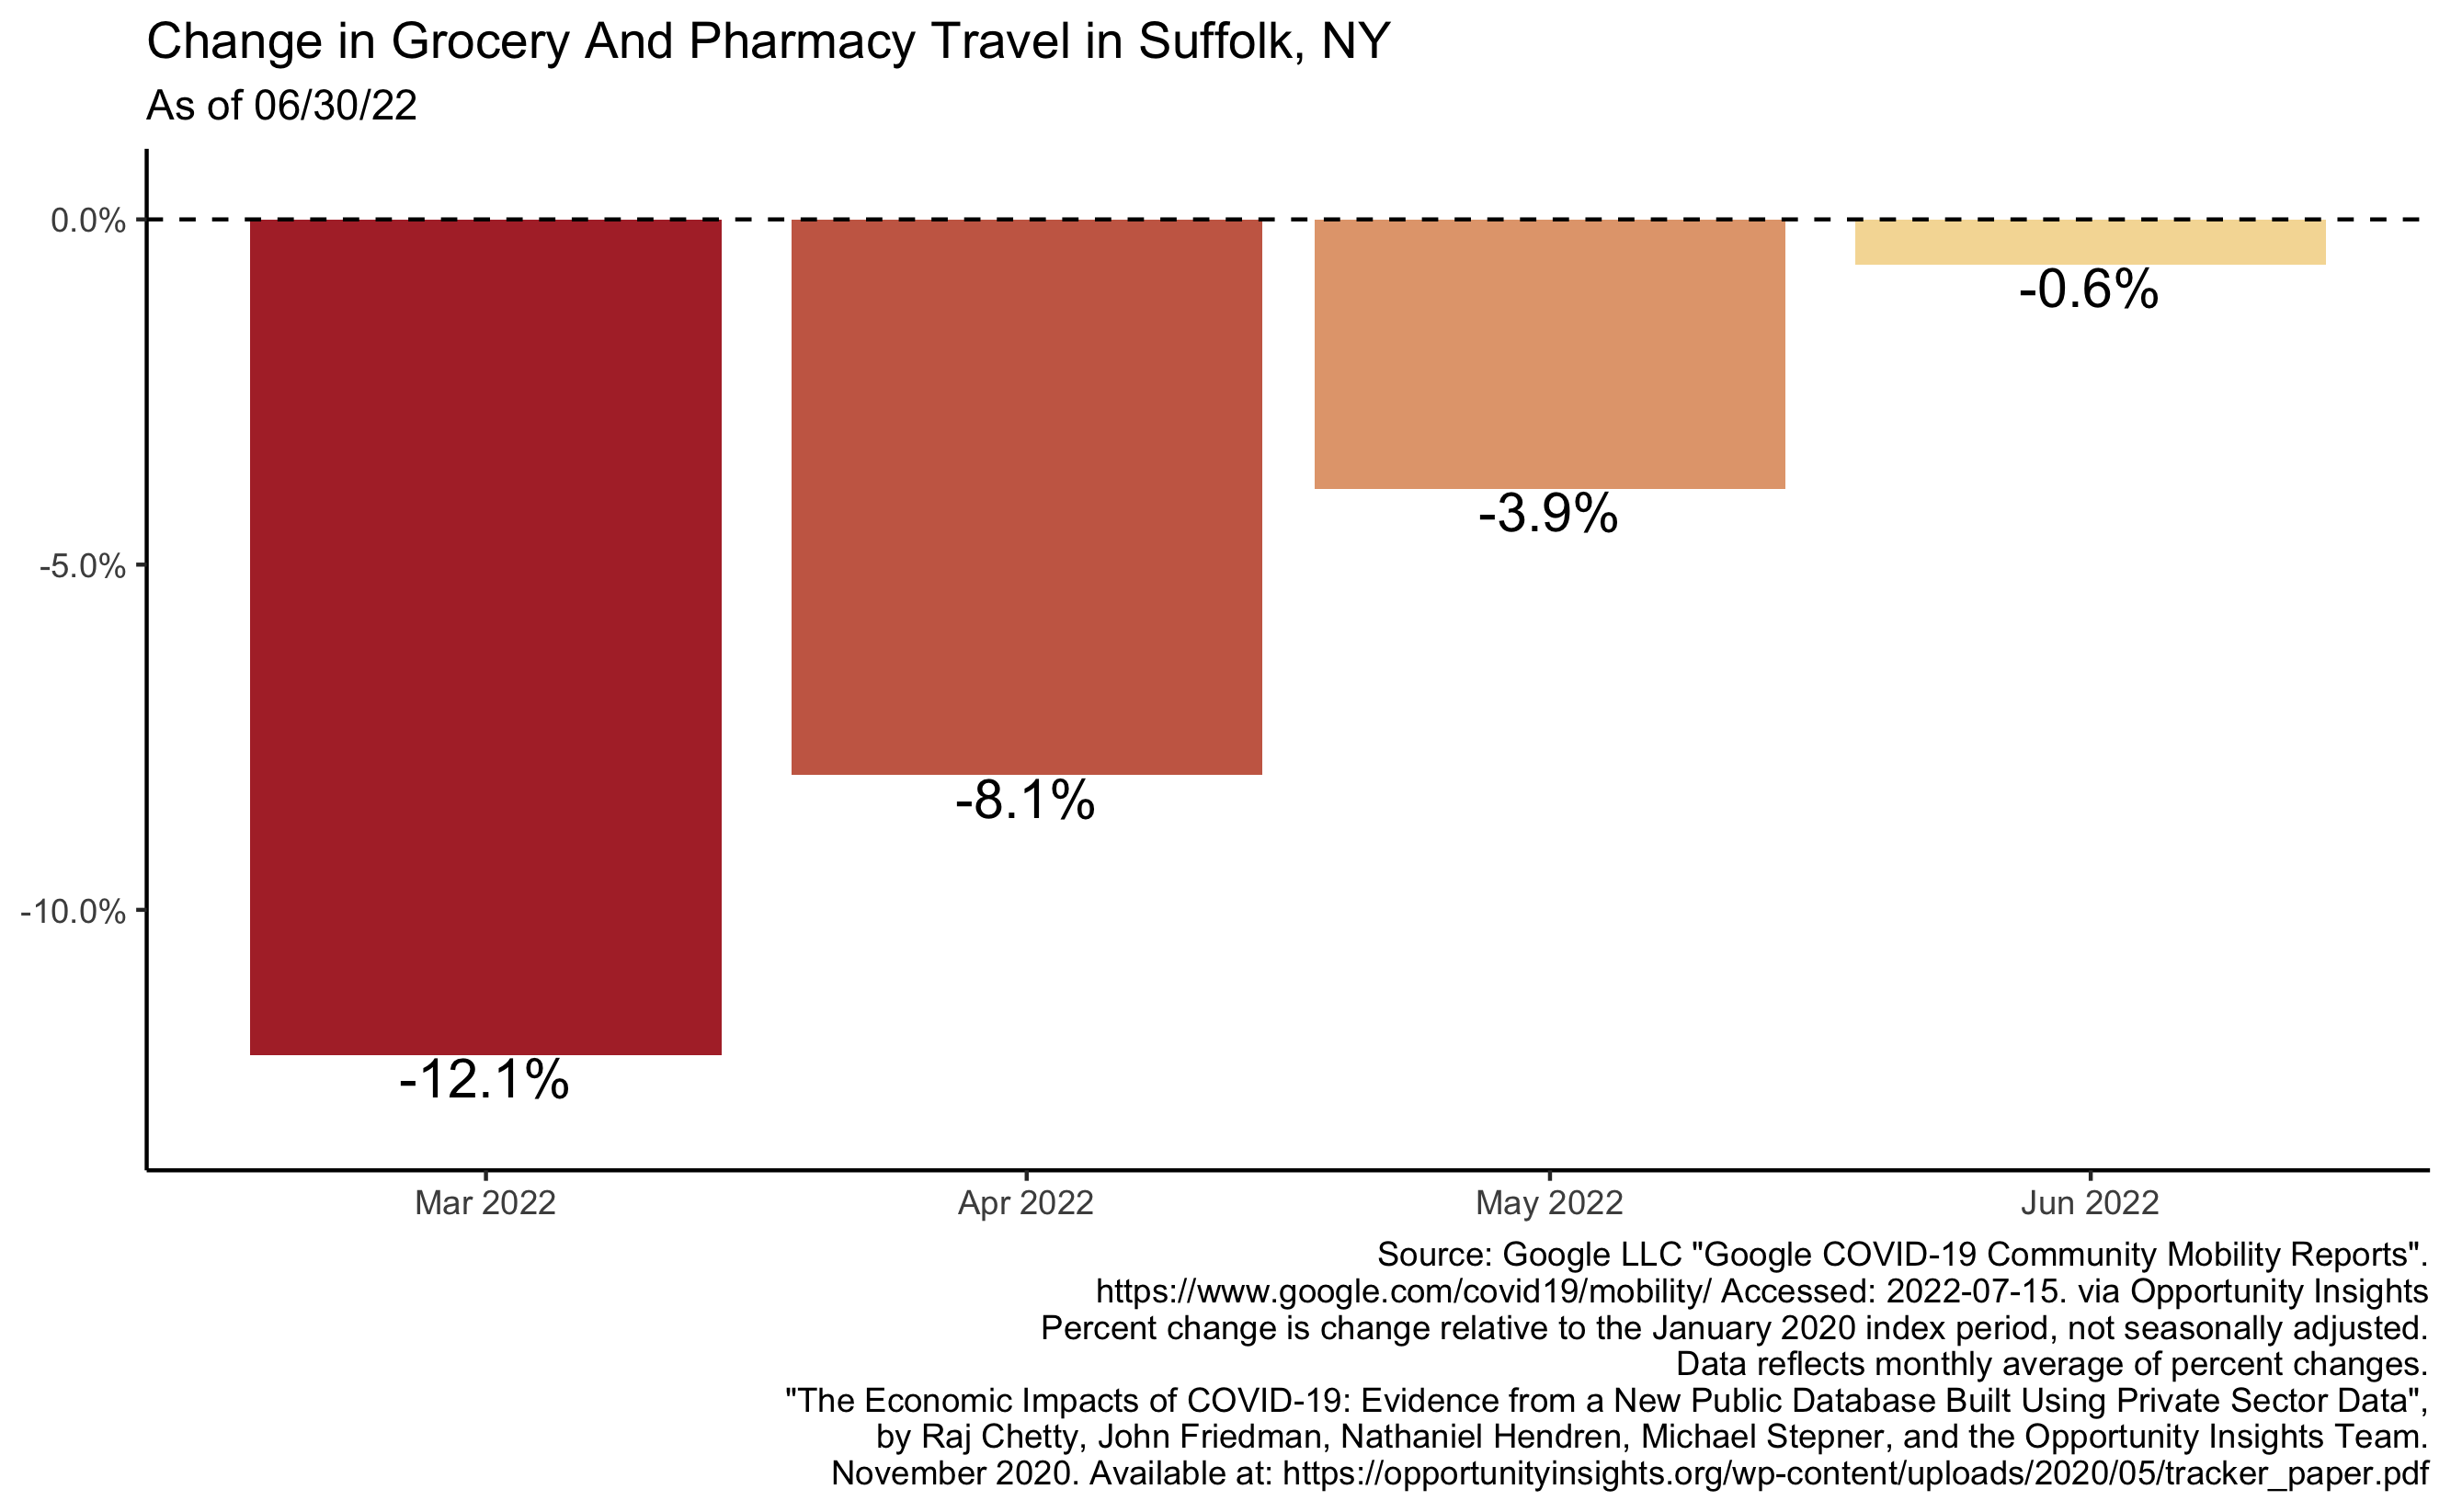 Change in Grocery And Pharmacy Travel in Suffolk, NY
As of 06/30/22
0.0%
-5.0%
-10.0%
-12.1%
-8.1%
-3.9%
-0.6%
Mar 2022
Apr 2022
May 2022
Jun 2022
Source: Google LLC "Google COVID-19 Community Mobility Reports".
https://www.google.com/covid19/mobility/ Accessed: 2022-07-15. via Opportunity Insights
Percent change is change relative to the January 2020 index period, not seasonally adjusted.
Data reflects monthly average of percent changes.
"The Economic Impacts of COVID-19: Evidence from a New Public Database Built Using Private Sector Data",
by Raj Chetty, John Friedman, Nathaniel Hendren, Michael Stepner, and the Opportunity Insights Team.
November 2020. Available at: https://opportunityinsights.org/wp-content/uploads/2020/05/tracker_paper.pdf